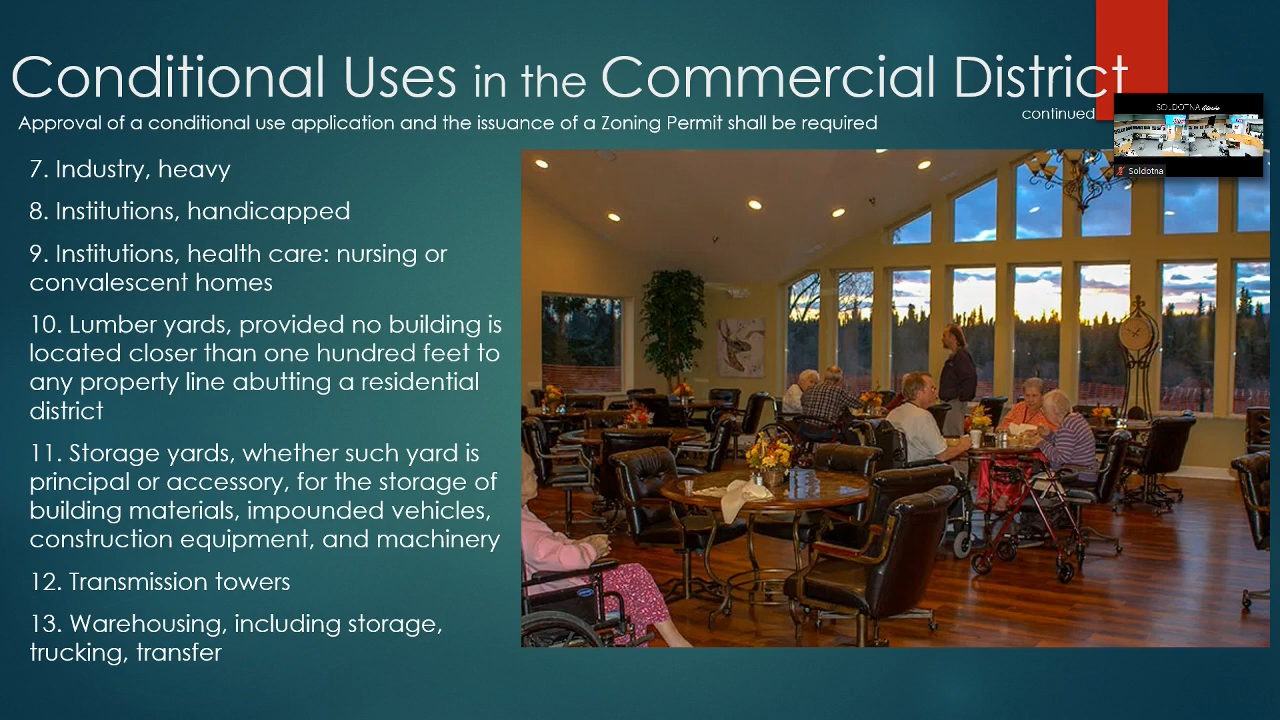 Conditional Uses in the Commercial District
continued
Approval of a conditional use application and the issuance of a Zoning Permit shall be required
SOLDOTNA Alaska
Soldotna
7. Industry, heavy
8. Institutions, handicapped
9. Institutions, health care: nursing or
convalescent homes
10. Lumber yards, provided no building is
located closer than one hundred feet to
any property line abutting a residential
district
11. Storage yards, whether such yard is
principal or accessory, for the storage of
building materials, impounded vehicles,
construction equipment, and machinery
12. Transmission towers
13. Warehousing, including storage,
trucking, transfer